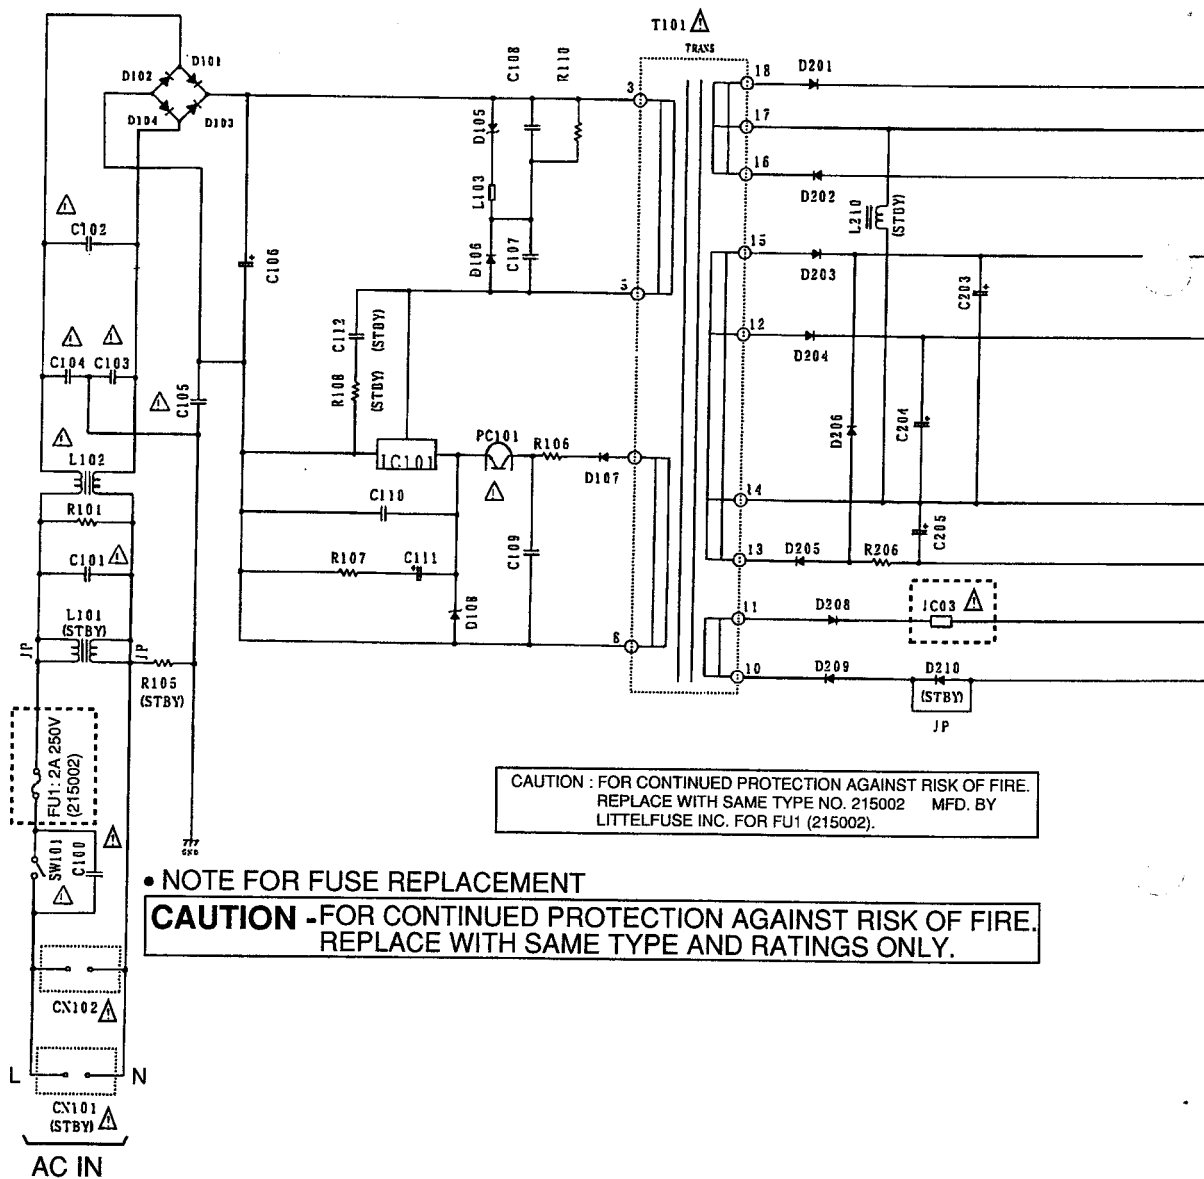 T101
TRANS
D101
D102
D104
D103
C108
R110
D105
L103
D106
C107
3
5
6
18
17
16
15
12
14
13
11
10
D201
D202
L210
(STBY)
D203
D204
C203
C204
D206
C205
D205
R206
D208
IC03
D209
D210
(STBY)
JP
C102
C106
C104
C103
C105
C112
(STBY)
R108
(STBY)
PC101
R106
IC101
D107
L102
R101
C110
C109
C101
R107
C111
D108
L101
(STBY)
JP
JP
R105
(STBY)
FU1: 2A 250V
(215002)
CAUTION : FOR CONTINUED PROTECTION AGAINST RISK OF FIRE.
REPLACE WITH SAME TYPE NO. 215002 MFD. BY
LITTELFUSE INC. FOR FU1 (215002).
SW101
C100
GND
• NOTE FOR FUSE REPLACEMENT
CAUTION - FOR CONTINUED PROTECTION AGAINST RISK OF FIRE.
REPLACE WITH SAME TYPE AND RATINGS ONLY.
CN102
L
N
CN101
(STBY)
AC IN